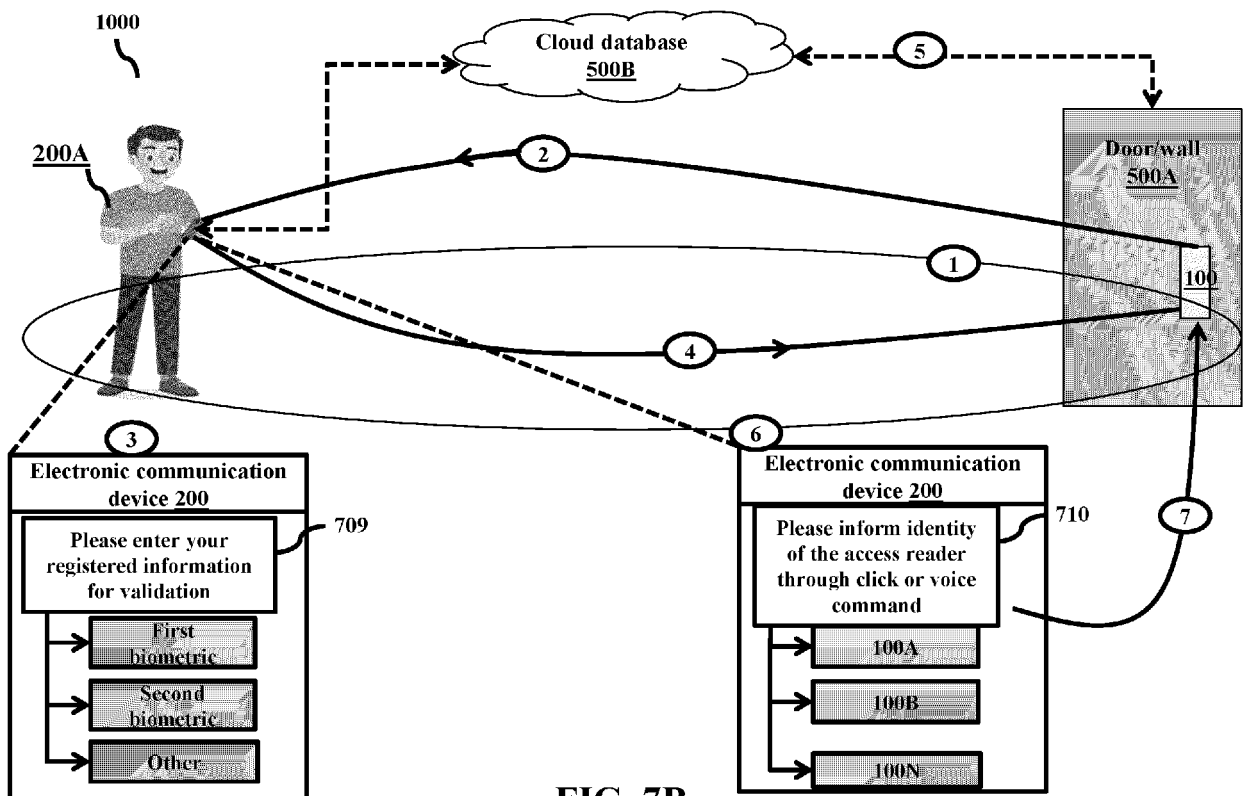 1000
Cloud database
500B
5
200A
2
Door/wall
500A
1
100
4
3
6
7
Electronic communication
device 200
Please enter your
registered information
for validation
709
First
biometric
Second
biometric
Other
Electronic communication
device 200
Please inform identity
of the access reader
through click or voice
command
710
100A
100B
100N
FIG. 7B